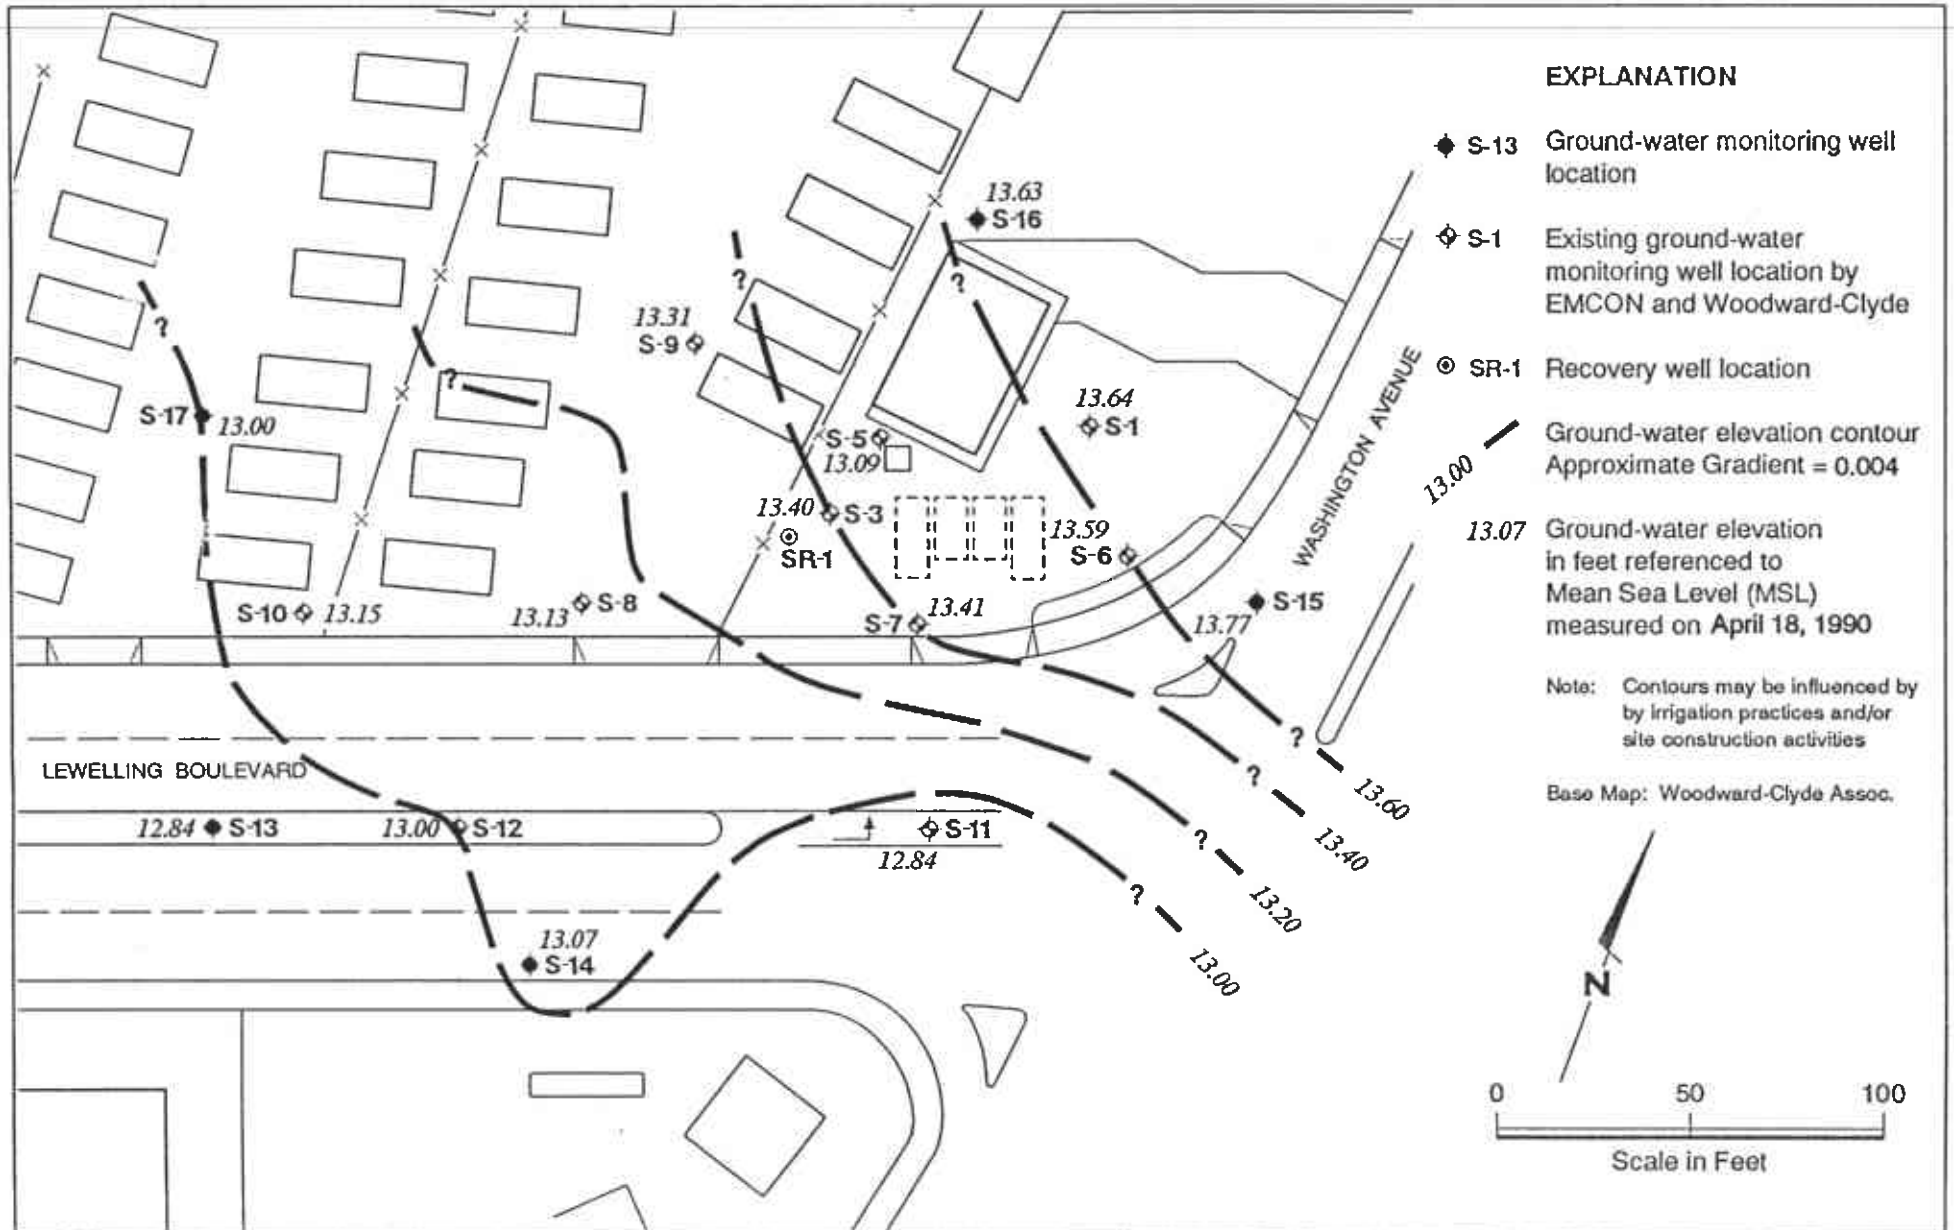 EXPLANATION
S-13 Ground-water monitoring well
location
S-1 Existing ground-water
monitoring well location by
EMCON and Woodward-Clyde
SR-1 Recovery well location
13.00 Ground-water elevation contour
Approximate Gradient = 0.004
13.07 Ground-water elevation
in feet referenced to
Mean Sea Level (MSL)
measured on April 18, 1990
Note: Contours may be influenced by
by irrigation practices and/or
site construction activities
Base Map: Woodward-Clyde Assoc.
N
0 50 100
Scale in Feet
13.63
S-16
?
?
?
?
13.31
S-9
13.64
S-1
S-17
13.00
S-5
13.09
13.40
S-3
SR-1
13.59
S-6
WASHINGTON AVENUE
S-10 13.15
13.13 S-8
13.41
S-7
S-15
13.77
?
?
?
?
13.60
13.40
13.20
13.00
LEWELLING BOULEVARD
12.84 S-13
13.00 S-12
S-11
12.84
13.07
S-14